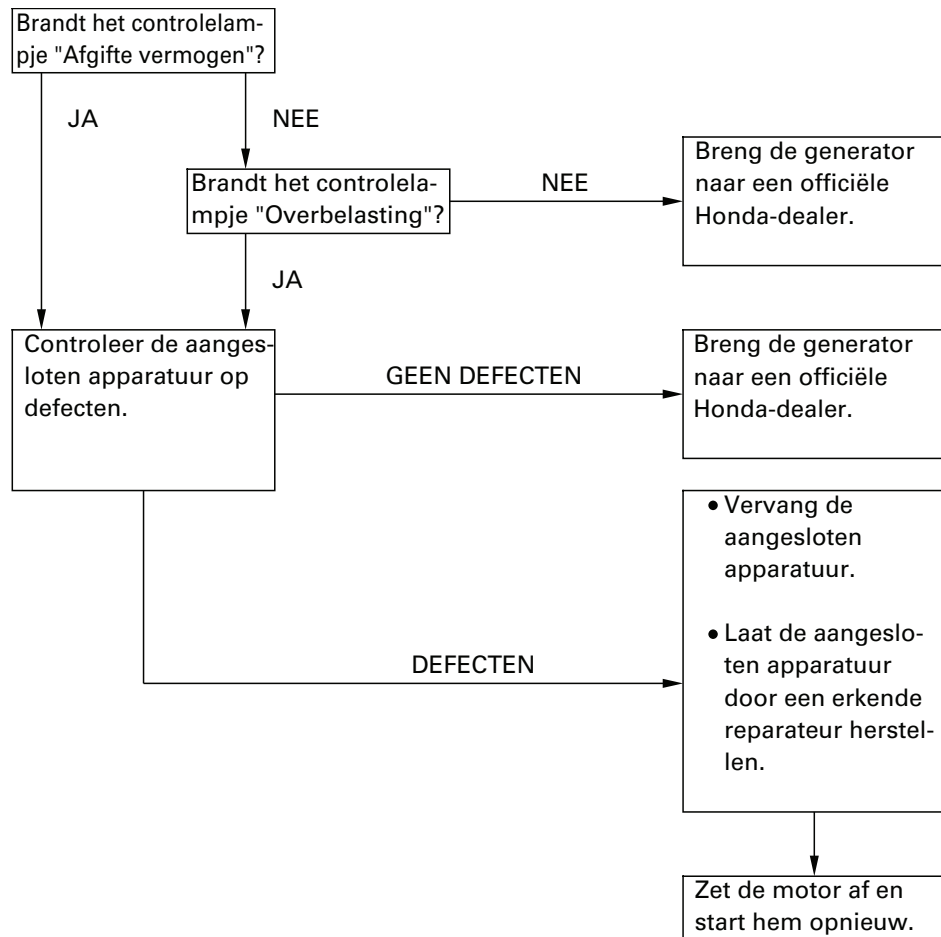 Brandt het controlelam-
pje "Afgifte vermogen"?
JA
NEE
Brandt het controlela-
mpje "Overbelasting"?
NEE
Breng de generator
naar een officiële
Honda-dealer.
JA
Controleer de aanges-
loten apparatuur op
defecten.
GEEN DEFECTEN
Breng de generator
naar een officiële
Honda-dealer.
DEFECTEN
• Vervang de
aangesloten
apparatuur.
• Laat de aangeslo-
ten apparatuur
door een erkende
reparateur herstel-
len.
Zet de motor af en
start hem opnieuw.